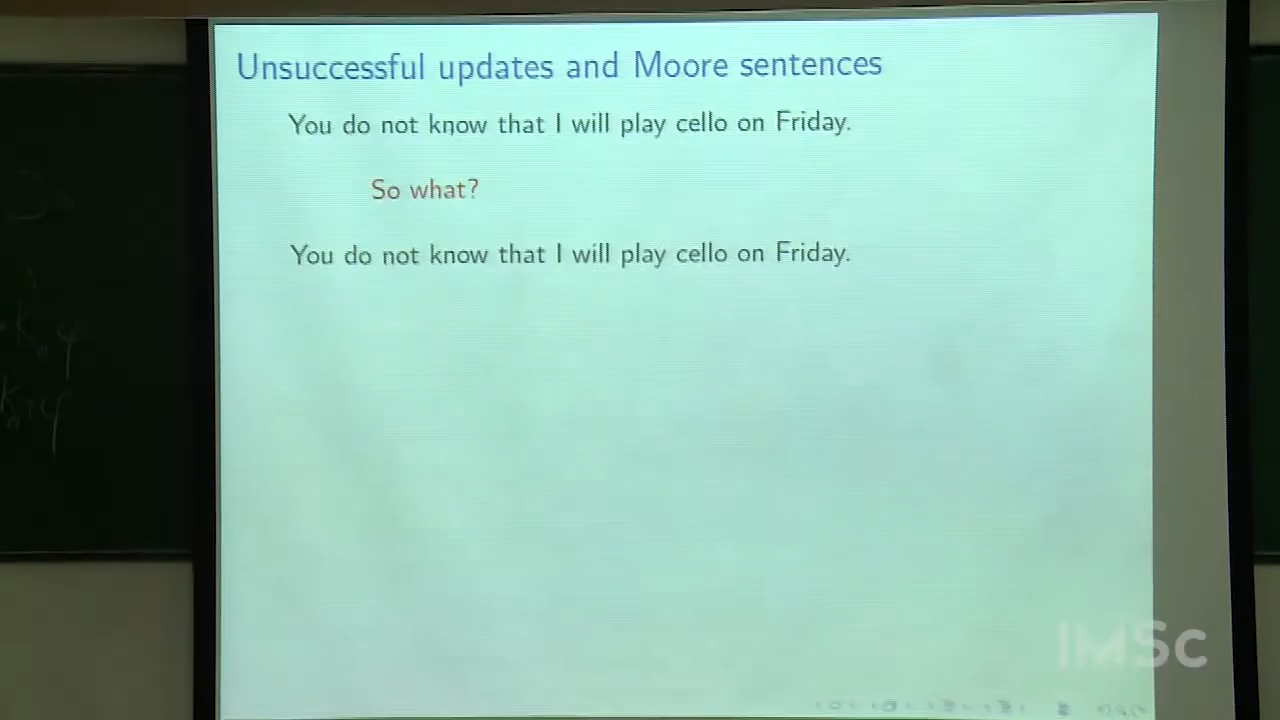 Unsuccessful updates and Moore sentences
You do not know that I will play cello on Friday.
So what?
You do not know that I will play cello on Friday.
IMSc